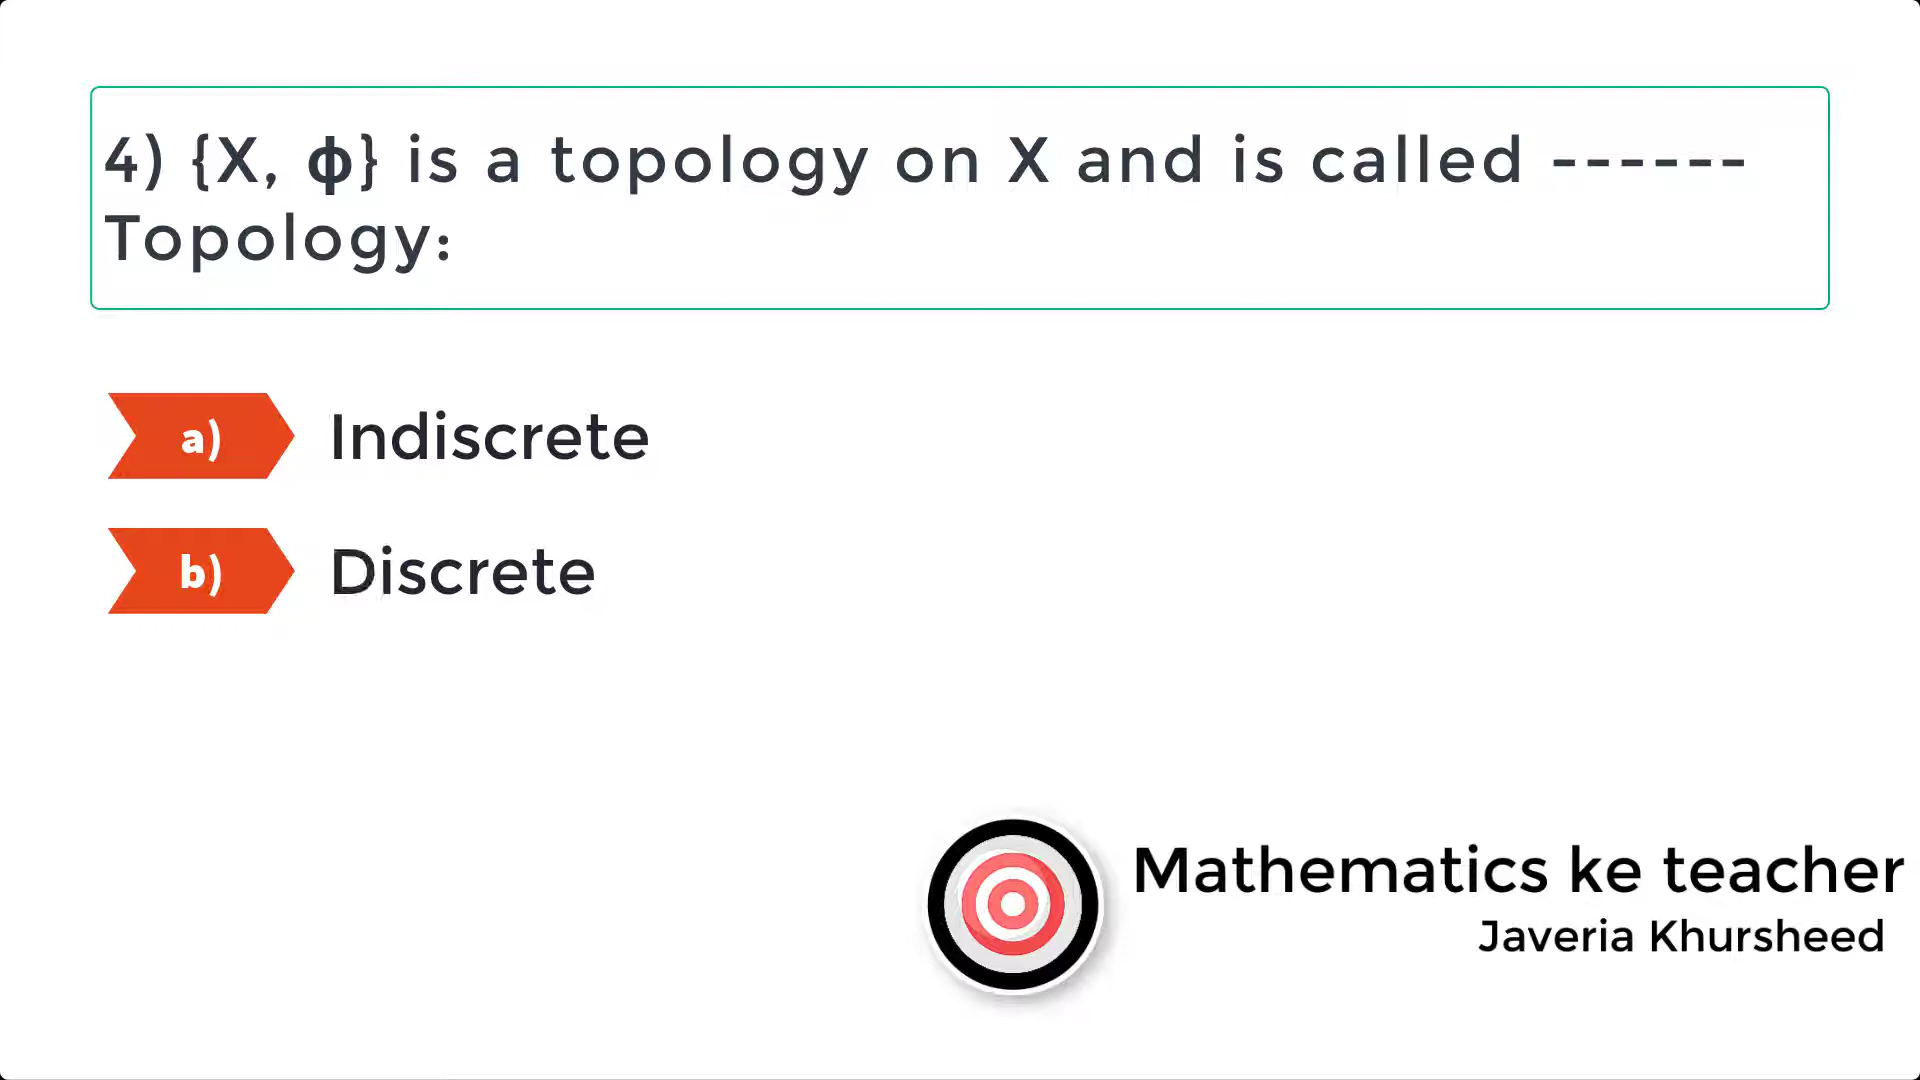 4) {X, ϕ} is a topology on X and is called ------
Topology:
a) Indiscrete
b) Discrete
Mathematics ke teacher
Javeria Khursheed